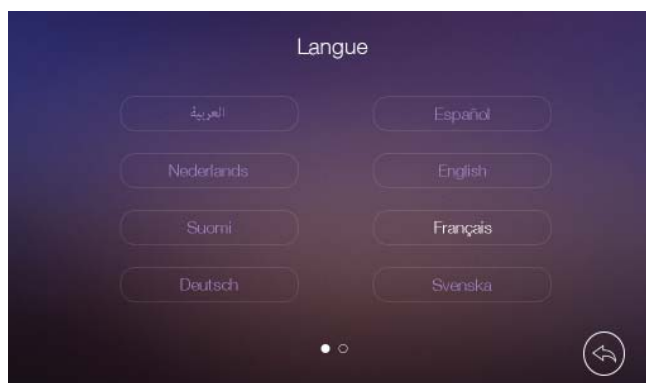 Langue
العربية
Español
Nederlands
English
Suomi
Français
Deutsch
Svenska